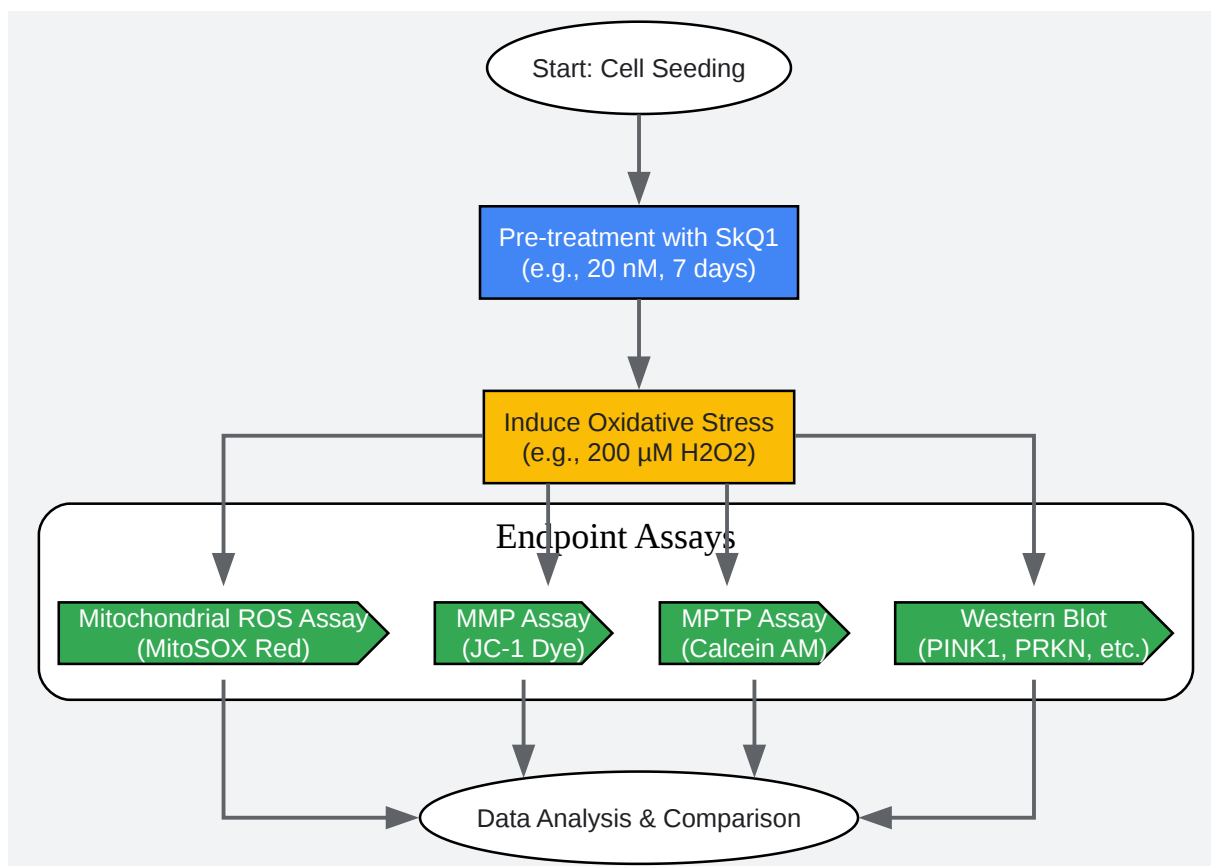 Start: Cell Seeding
Pre-treatment with SkQ1
(e.g., 20 nM, 7 days)
Induce Oxidative Stress
(e.g., 200 µM H2O2)
Endpoint Assays
Mitochondrial ROS Assay
(MitoSOX Red)
MMP Assay
(JC-1 Dye)
MPTP Assay
(Calcein AM)
Western Blot
(PINK1, PRKN, etc.)
Data Analysis & Comparison